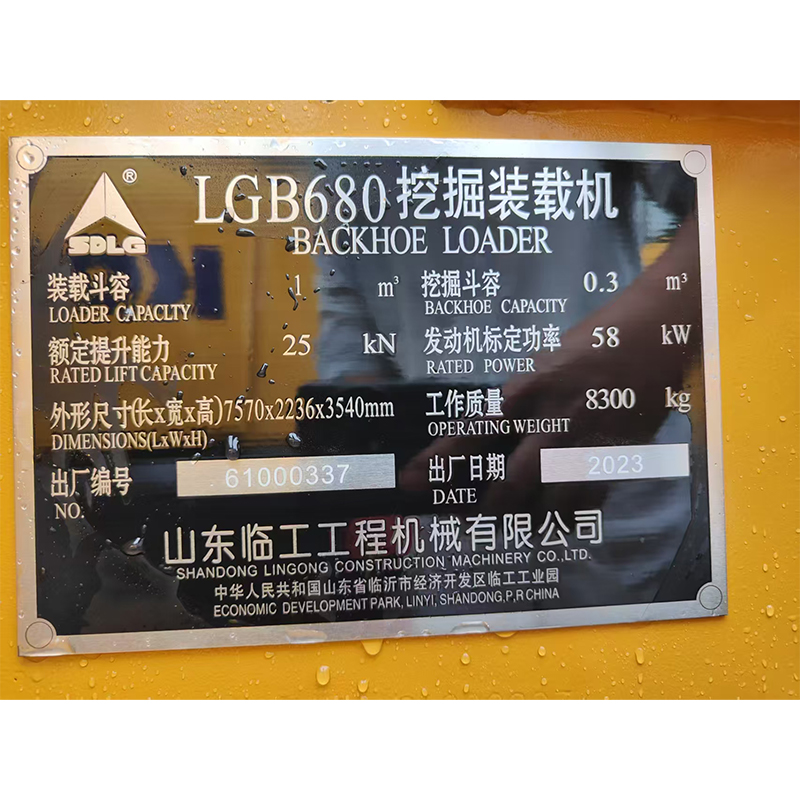 ® SDLG
LGB680 挖掘装载机
BACKHOE LOADER
装载斗容 1 m³ 挖掘斗容 0.3 m³
LOADER CAPACLTY BACKHOE CAPACITY
额定提升能力 25 kN 发动机标定功率 58 kW
RATED LIFT CAPACITY RATED POWER
外形尺寸(长x宽x高)7570x2236x3540mm 工作质量 8300 kg
DIMENSIONS(LxWxH) OPERATING WEIGHT
出厂编号 61000337 出厂日期 2023
NO. DATE
山东临工工程机械有限公司
SHANDONG LINGONG CONSTRUCTION MACHINERY CO.,LTD.
中华人民共和国山东省临沂市经济开发区临工工业园
ECONOMIC DEVELOPMENT PARK, LINYI, SHANDONG, P,R CHINA